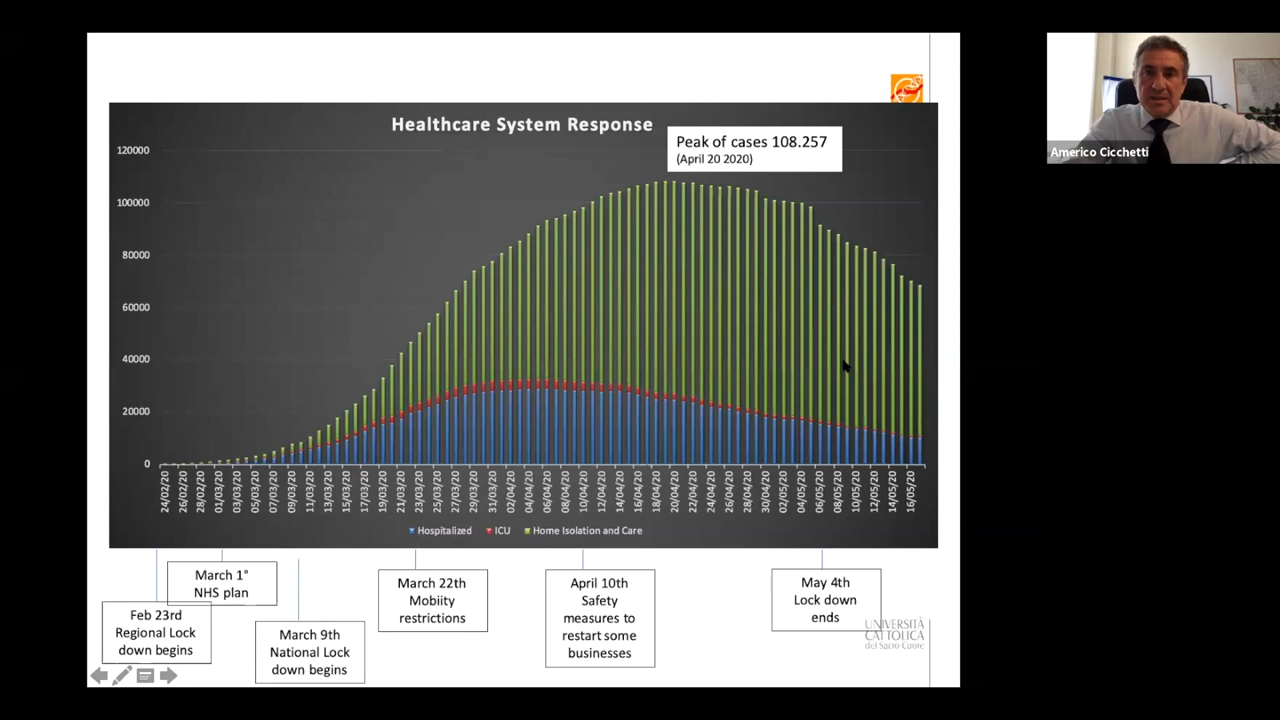 Healthcare System Response
Peak of cases 108.257
(April 20 2020)
Americo Cicchetti
120000
100000
80000
60000
40000
20000
0
24/02/20
26/02/20
28/02/20
01/03/20
03/03/20
05/03/20
07/03/20
09/03/20
11/03/20
13/03/20
15/03/20
17/03/20
19/03/20
21/03/20
23/03/20
25/03/20
27/03/20
29/03/20
31/03/20
02/04/20
04/04/20
06/04/20
08/04/20
10/04/20
12/04/20
14/04/20
16/04/20
18/04/20
20/04/20
22/04/20
24/04/20
26/04/20
28/04/20
30/04/20
02/05/20
04/05/20
06/05/20
08/05/20
10/05/20
12/05/20
14/05/20
16/05/20
Hospitalized ICU Home Isolation and Care
Feb 23rd
Regional Lock
down begins
March 1°
NHS plan
March 9th
National Lock
down begins
March 22th
Mobiity
restrictions
April 10th
Safety
measures to
restart some
businesses
May 4th
Lock down
ends
UNIVERSITÀ
CATTOLICA
del Sacro Cuore